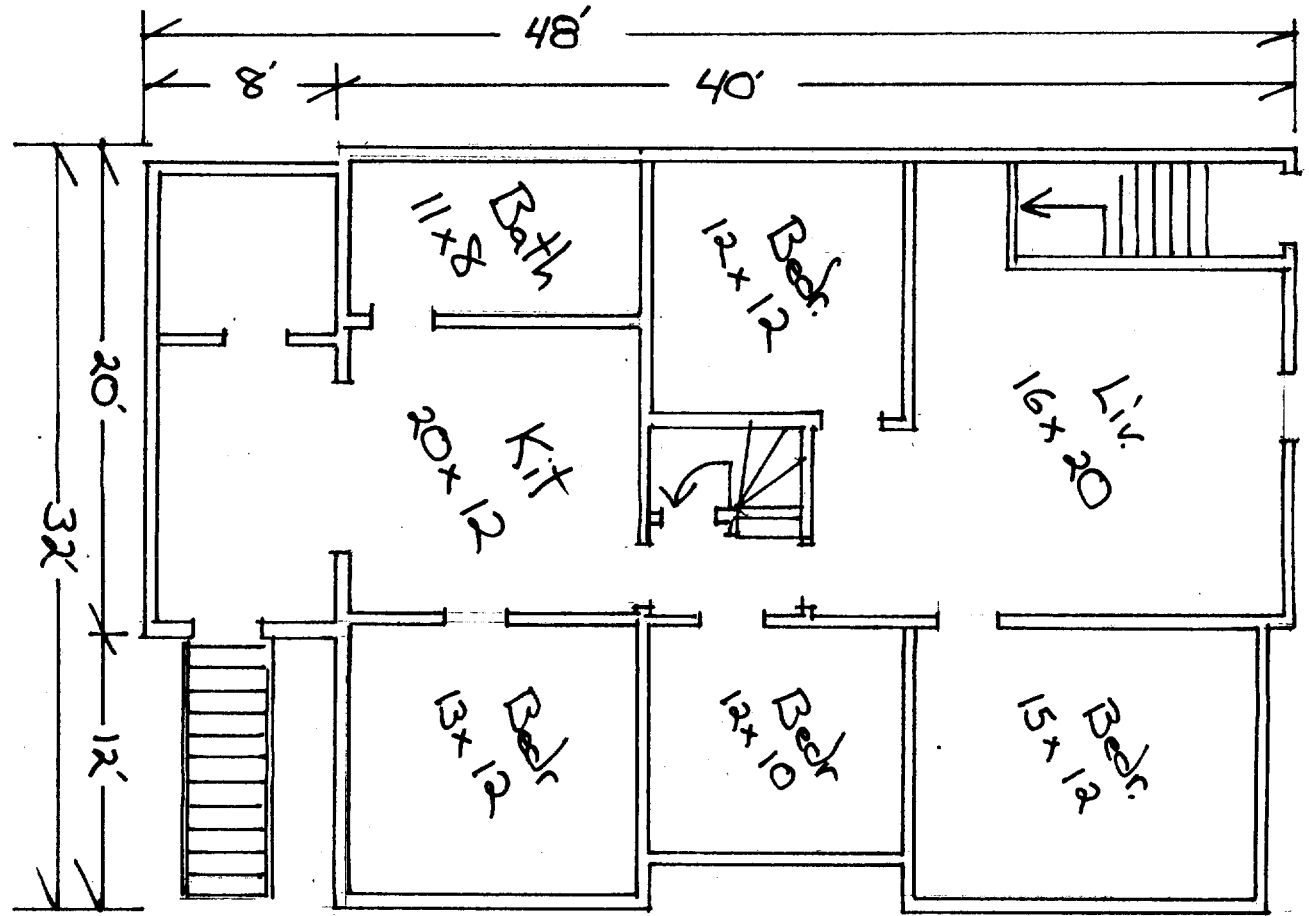 48'
8'
40'
Bath
11x8
Bedr.
12x12
Liv.
16x20
Kit
20x12
20'
32'
12'
Bedr
13x12
Bedr
12x10
Bedr.
15x12